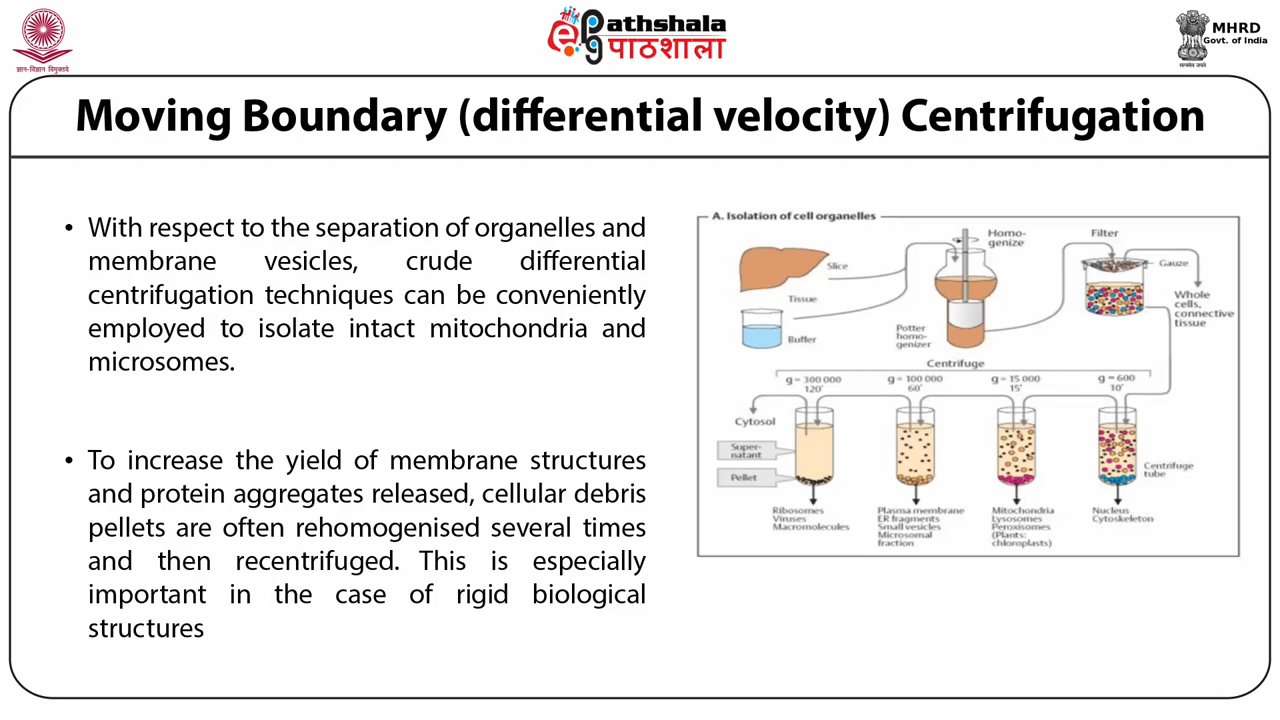 ज्ञान-विज्ञान विमुक्तये
ePGathshala
पाठशाला
MHRD
Govt. of India
सत्यमेव जयते
Moving Boundary (differential velocity) Centrifugation
• With respect to the separation of organelles and
membrane vesicles, crude differential
centrifugation techniques can be conveniently
employed to isolate intact mitochondria and
microsomes.
• To increase the yield of membrane structures
and protein aggregates released, cellular debris
pellets are often rehomogenised several times
and then recentrifuged. This is especially
important in the case of rigid biological
structures
A. Isolation of cell organelles
Slice
Tissue
Buffer
Homo-
genize
Potter
homo-
genizer
Filter
Gauze
Whole
cells,
connective
tissue
Centrifuge
g = 300 000
120'
g = 100 000
60'
g = 15 000
15'
g = 600
10'
Cytosol
Super-
natant
Pellet
Centrifuge
tube
Ribosomes
Viruses
Macromolecules
Plasma membrane
ER fragments
Small vesicles
Microsomal
fraction
Mitochondria
Lysosomes
Peroxisomes
(Plants:
chloroplasts)
Nucleus
Cytoskeleton